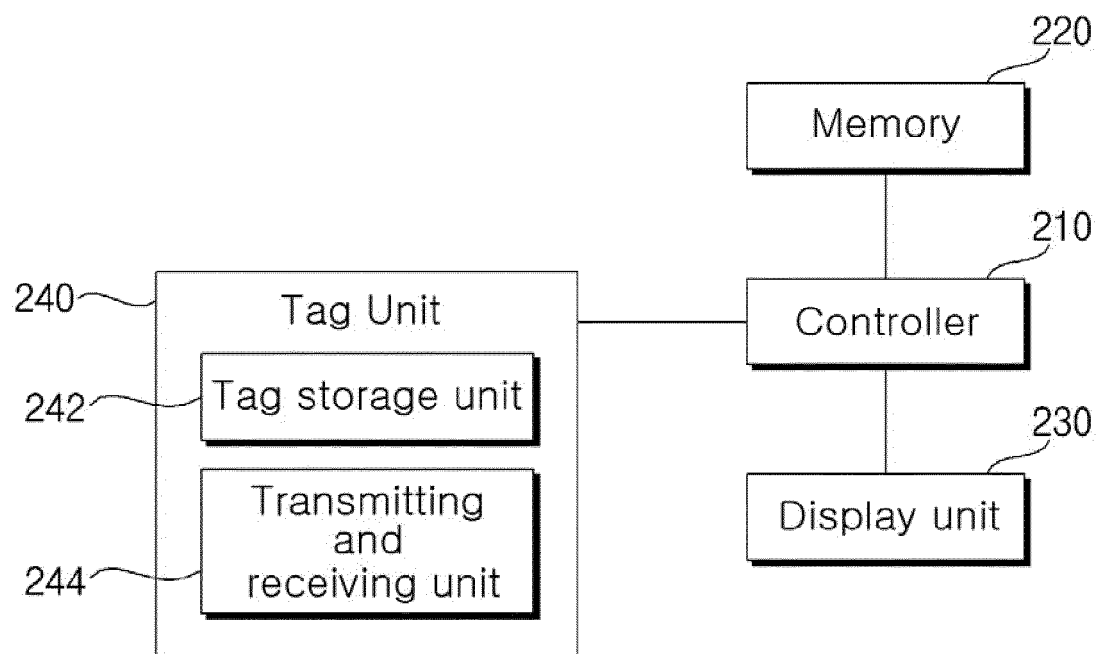 220
Memory
210
Controller
240
Tag Unit
242
Tag storage unit
230
Display unit
244
Transmitting
and
receiving unit